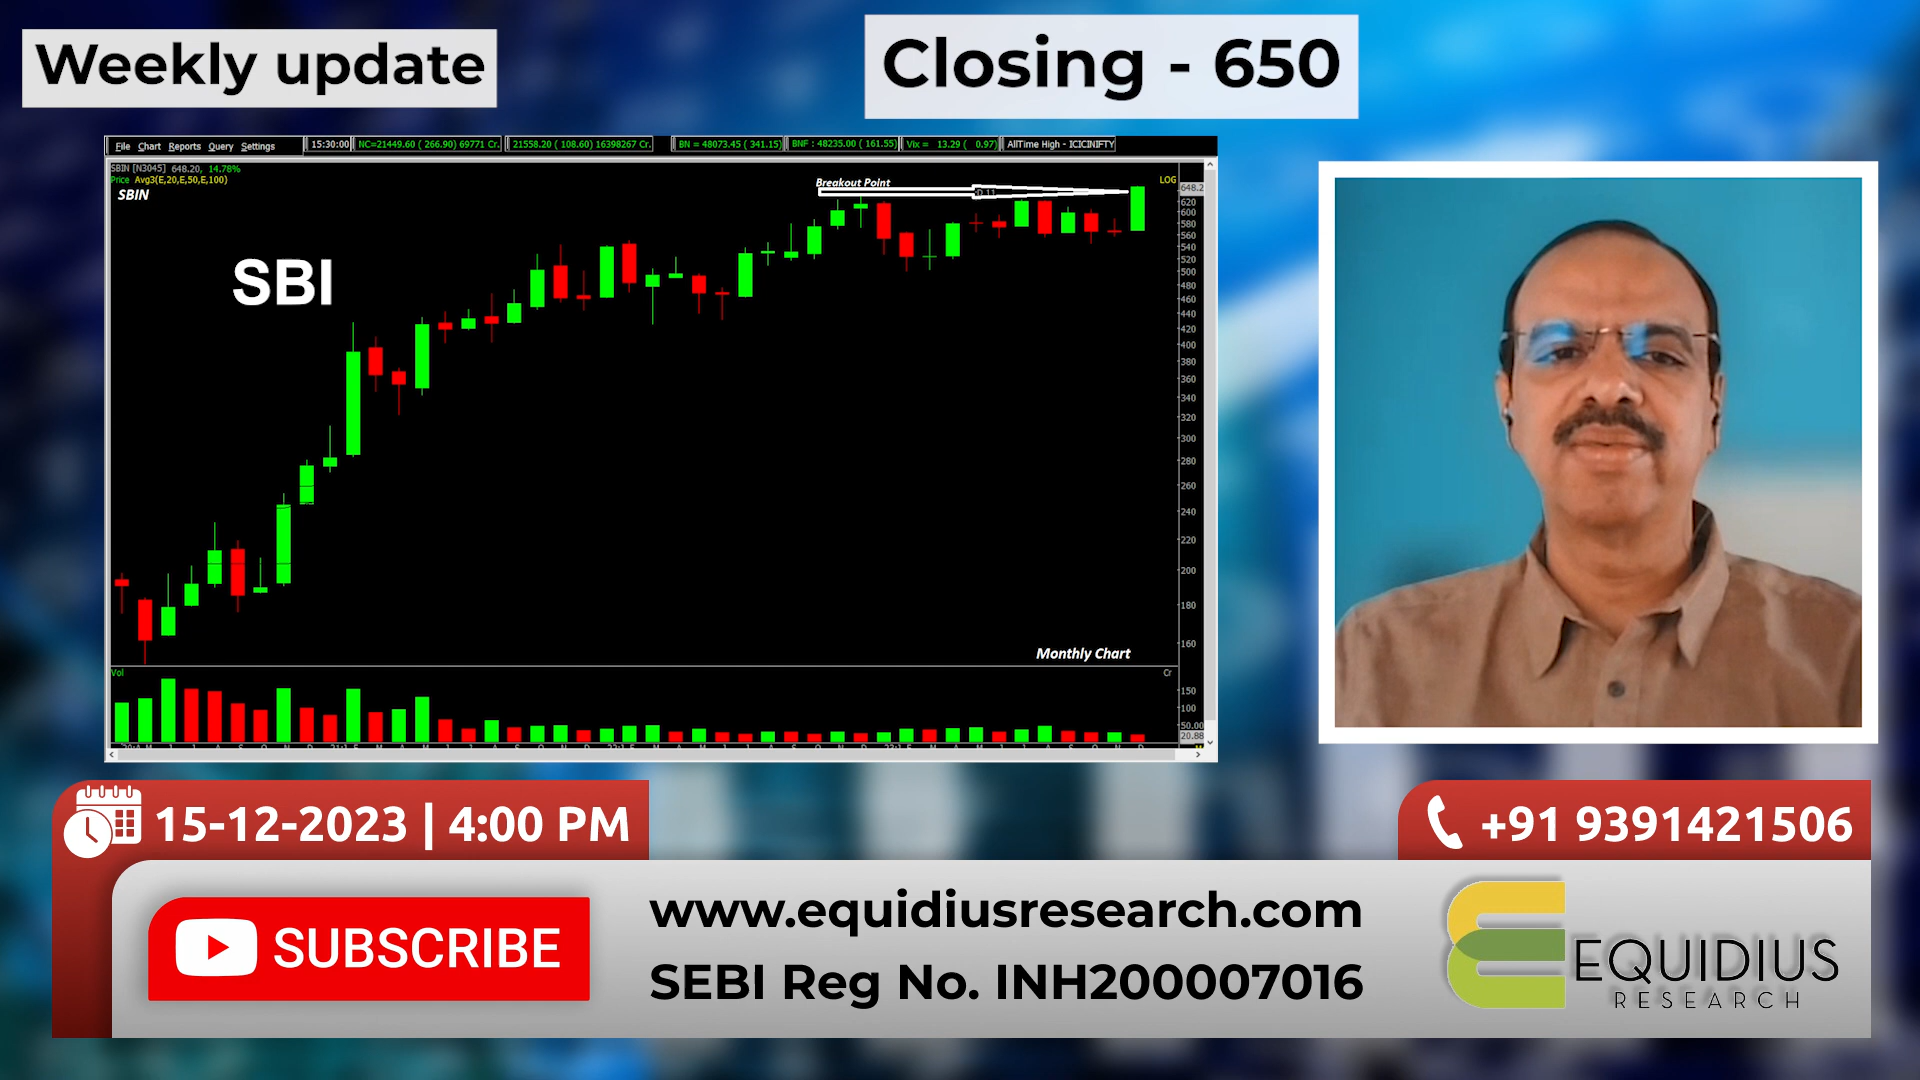 Weekly update
Closing - 650
File Chart Reports Query Settings
15:30:00
NC=21449.60 ( 266.90) 69771 Cr.
21558.20 ( 108.60) 16398267 Cr.
BN = 48073.45 ( 341.15)
BNF : 48235.00 ( 161.55)
Vix = 13.29 ( 0.97)
AllTime High - ICICINIFTY
SBIN [N3045] 648.20, 14.78%
Price Avg3(E,20,E,50,E,100)
SBIN
Breakout Point
LOG
648.2
620
600
580
560
540
520
500
480
460
440
420
400
380
360
340
320
300
280
260
240
220
200
180
160
SBI
Monthly Chart
Vol
Cr
150
100
50.00
20.88
15-12-2023 | 4:00 PM
+91 9391421506
SUBSCRIBE
www.equidiusresearch.com
SEBI Reg No. INH200007016
EQUIDIUS
RESEARCH